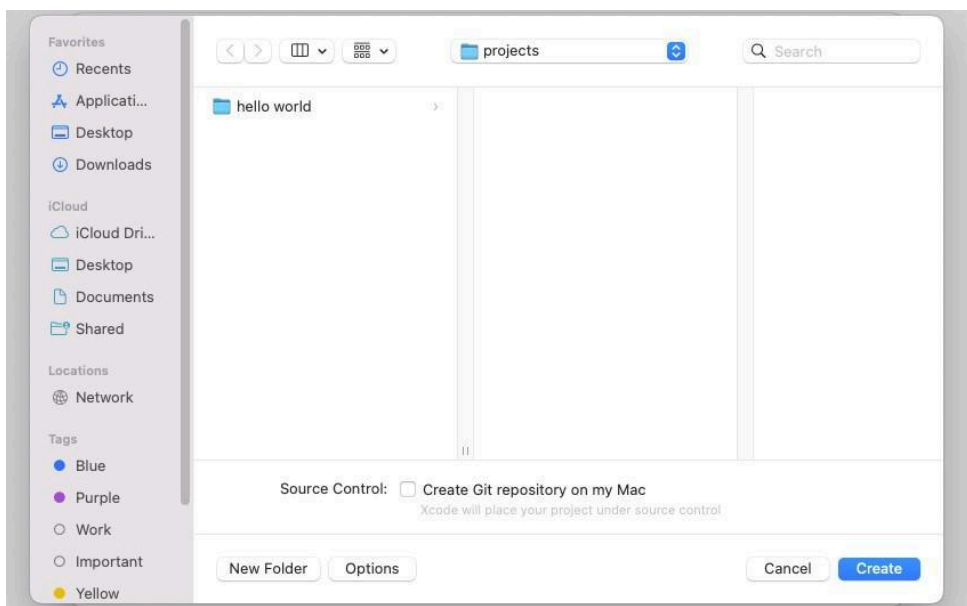 Favorites
Recents
Applicati...
Desktop
Downloads
iCloud
iCloud Dri...
Desktop
Documents
Shared
Locations
Network
Tags
Blue
Purple
Work
Important
Yellow
projects
Search
hello world
Source Control: Create Git repository on my Mac
Xcode will place your project under source control
New Folder Options Cancel Create